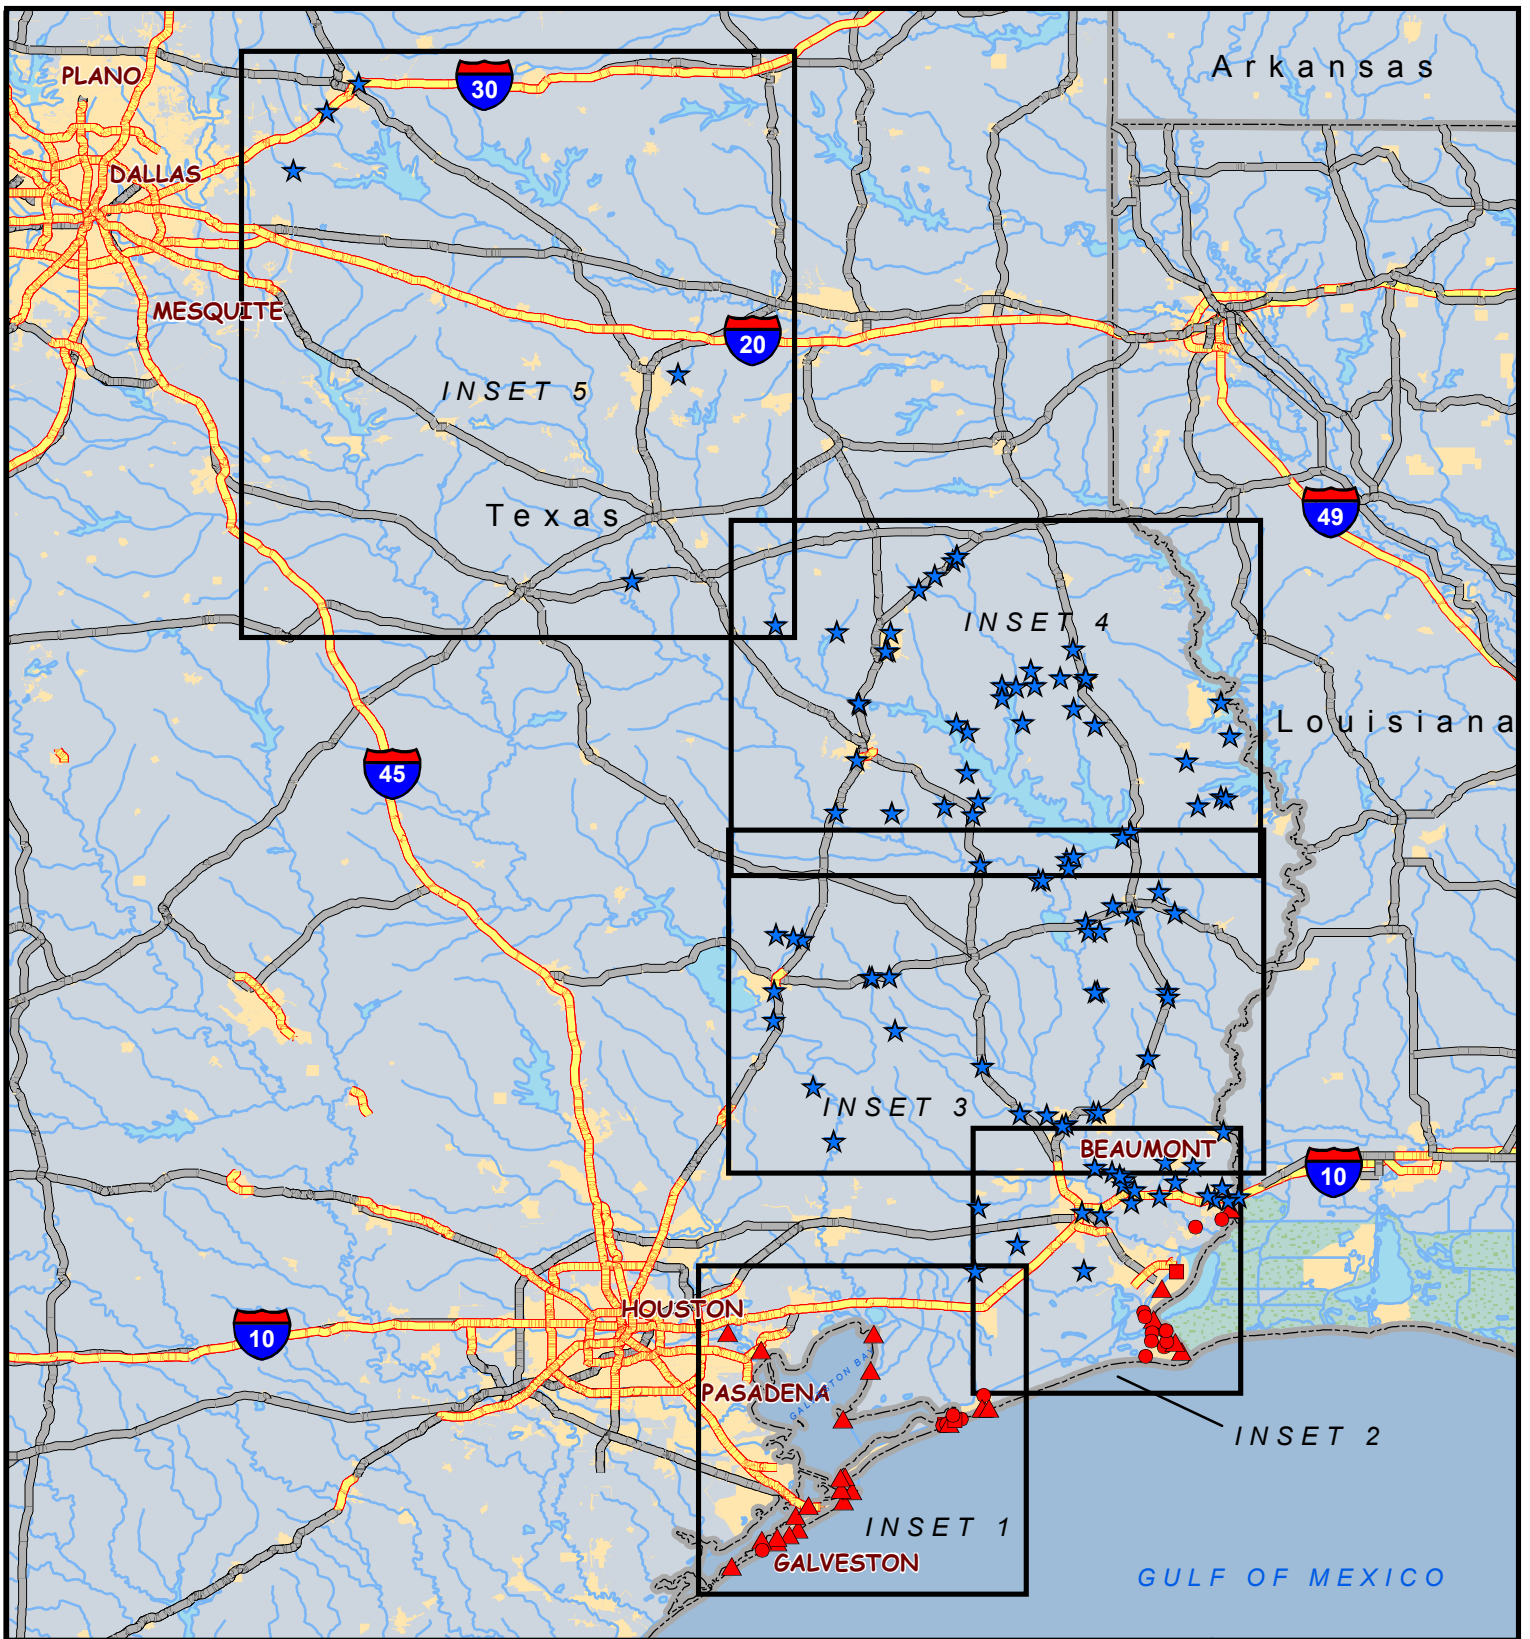 Arkansas
PLANO
30
DALLAS
MESQUITE
20
INSET 5
Texas
49
INSET 4
Louisiana
45
INSET 3
BEAUMONT
10
HOUSTON
10
GALVESTON BAY
PASADENA
INSET 2
INSET 1
GALVESTON
GULF OF MEXICO